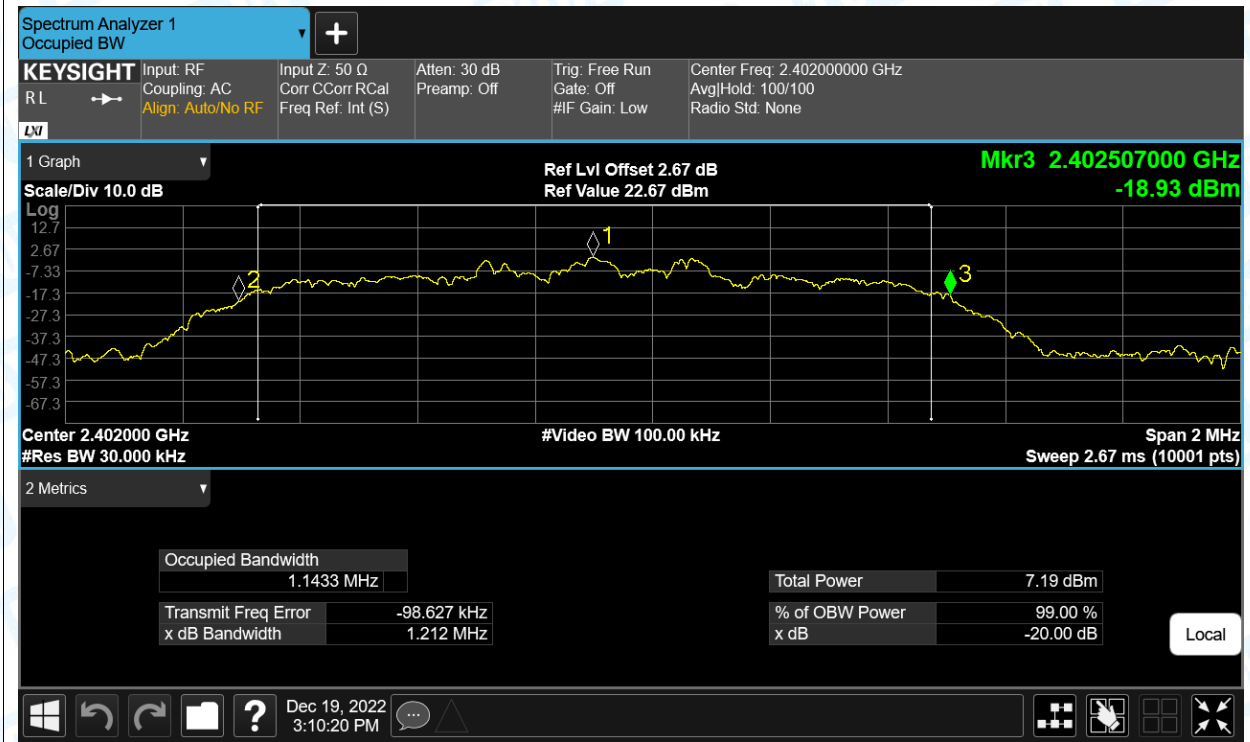 Spectrum Analyzer 1
Occupied BW
KEYSIGHT
R L
LXI
Input: RF
Coupling: AC
Align: Auto/No RF
Input Z: 50 Ω
Corr CCorr RCal
Freq Ref: Int (S)
Atten: 30 dB
Preamp: Off
Trig: Free Run
Gate: Off
#IF Gain: Low
Center Freq: 2.402000000 GHz
Avg|Hold: 100/100
Radio Std: None
1 Graph
Scale/Div 10.0 dB
Ref Lvl Offset 2.67 dB
Ref Value 22.67 dBm
Mkr3 2.402507000 GHz
-18.93 dBm
Log
12.7
2.67
-7.33
-17.3
-27.3
-37.3
-47.3
-57.3
-67.3
1
2
3
Center 2.402000 GHz
#Video BW 100.00 kHz
Span 2 MHz
#Res BW 30.000 kHz
Sweep 2.67 ms (10001 pts)
2 Metrics
Occupied Bandwidth
1.1433 MHz
Total Power 7.19 dBm
Transmit Freq Error -98.627 kHz
% of OBW Power 99.00 %
x dB Bandwidth 1.212 MHz
x dB -20.00 dB
Local
?
Dec 19, 2022
3:10:20 PM